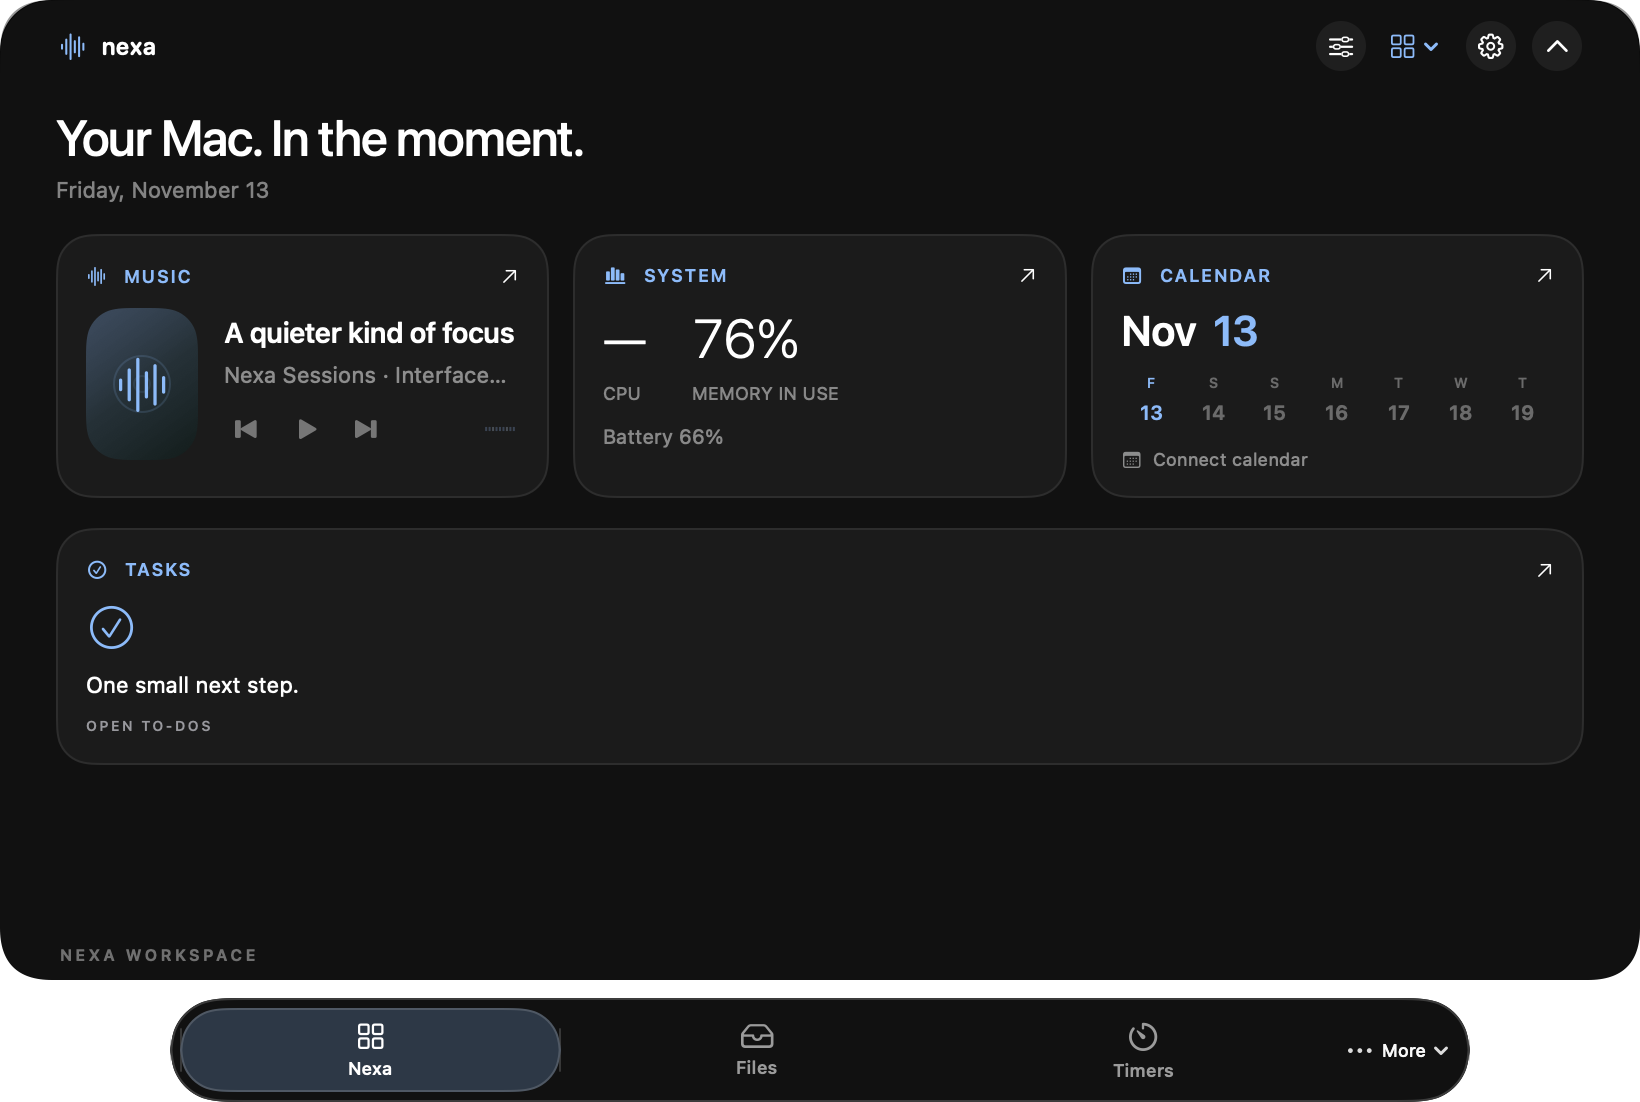 nexa
Your Mac. In the moment.
Friday, November 13
MUSIC
A quieter kind of focus
Nexa Sessions · Interface...
SYSTEM
— 76%
CPU MEMORY IN USE
Battery 66%
CALENDAR
Nov 13
F S S M T W T
13 14 15 16 17 18 19
Connect calendar
TASKS
One small next step.
OPEN TO-DOS
NEXA WORKSPACE
Nexa
Files
Timers
More